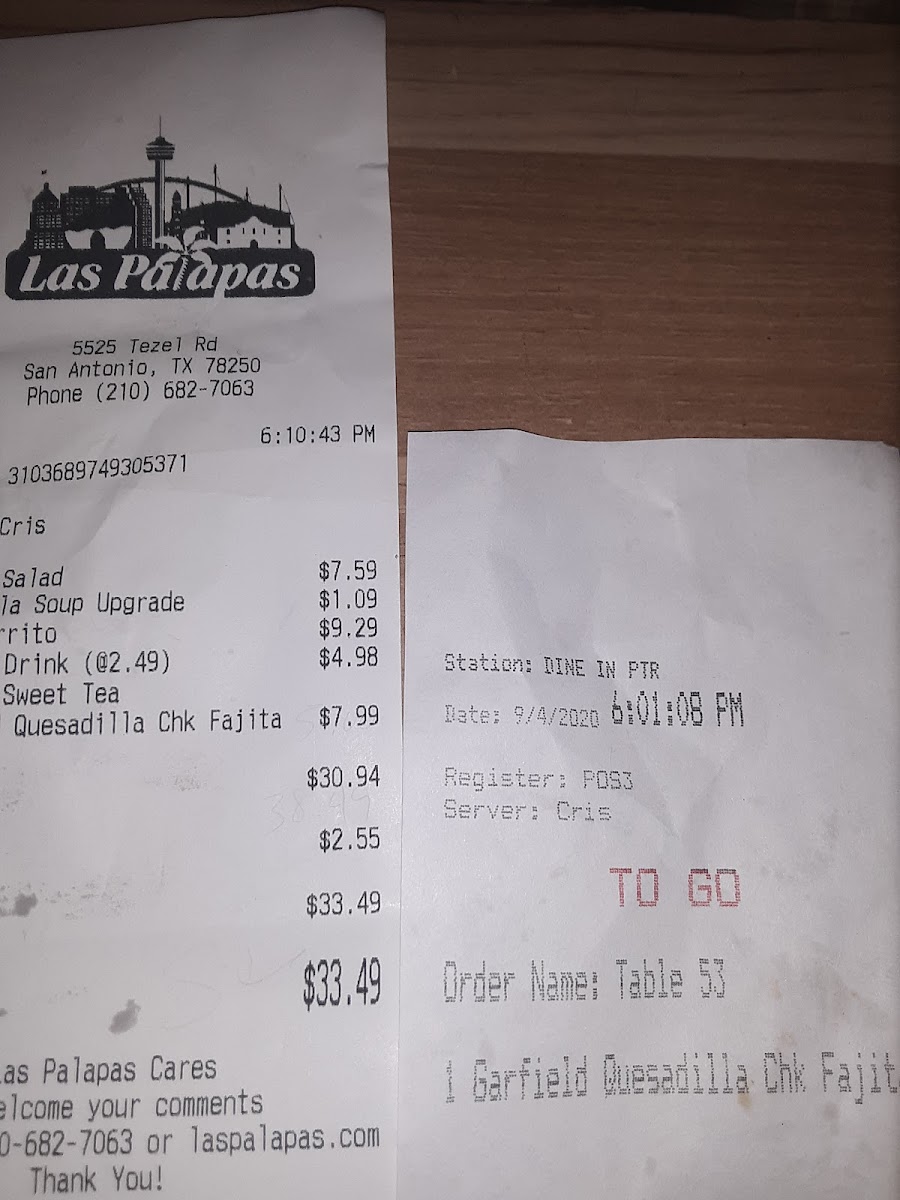 Las Palapas
5525 Tezel Rd
San Antonio, TX 78250
Phone (210) 682-7063
6:10:43 PM
3103689749305371
Cris
Salad $7.59
la Soup Upgrade $1.09
rrito $9.29
Drink (@2.49) $4.98
Sweet Tea
Quesadilla Chk Fajita $7.99
$30.94
$2.55
$33.49
$33.49
Las Palapas Cares
elcome your comments
0-682-7063 or laspalapas.com
Thank You!
Station: DINE IN PTR
Date: 9/4/2020 6:01:08 PM
Register: POS3
Server: Cris
TO GO
Order Name: Table 53
1 Garfield Quesadilla Chk Fajit